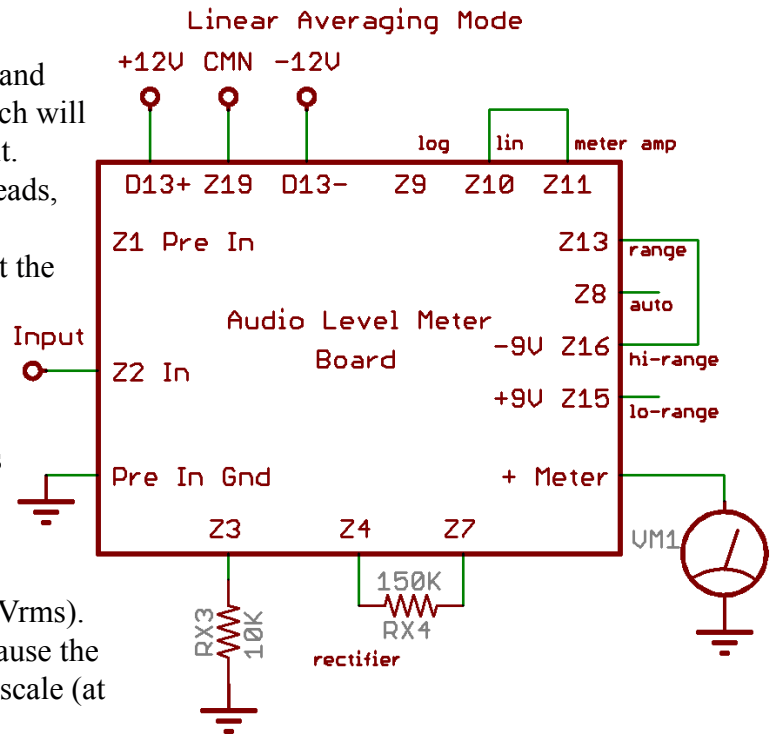 Linear Averaging Mode
and
ch will
t.
eads,
t the
s
Vrms).
ause the
scale (at
+12V CMN -12V
log lin meter amp
D13+ Z19 D13- Z9 Z10 Z11
Z1 Pre In
Z13 range
Z8 auto
Audio Level Meter
Board
-9V Z16 hi-range
+9V Z15 lo-range
Input
Z2 In
Pre In Gnd
+ Meter
Z3 Z4 Z7
VM1
150K
RX4
RX3
10K
rectifier